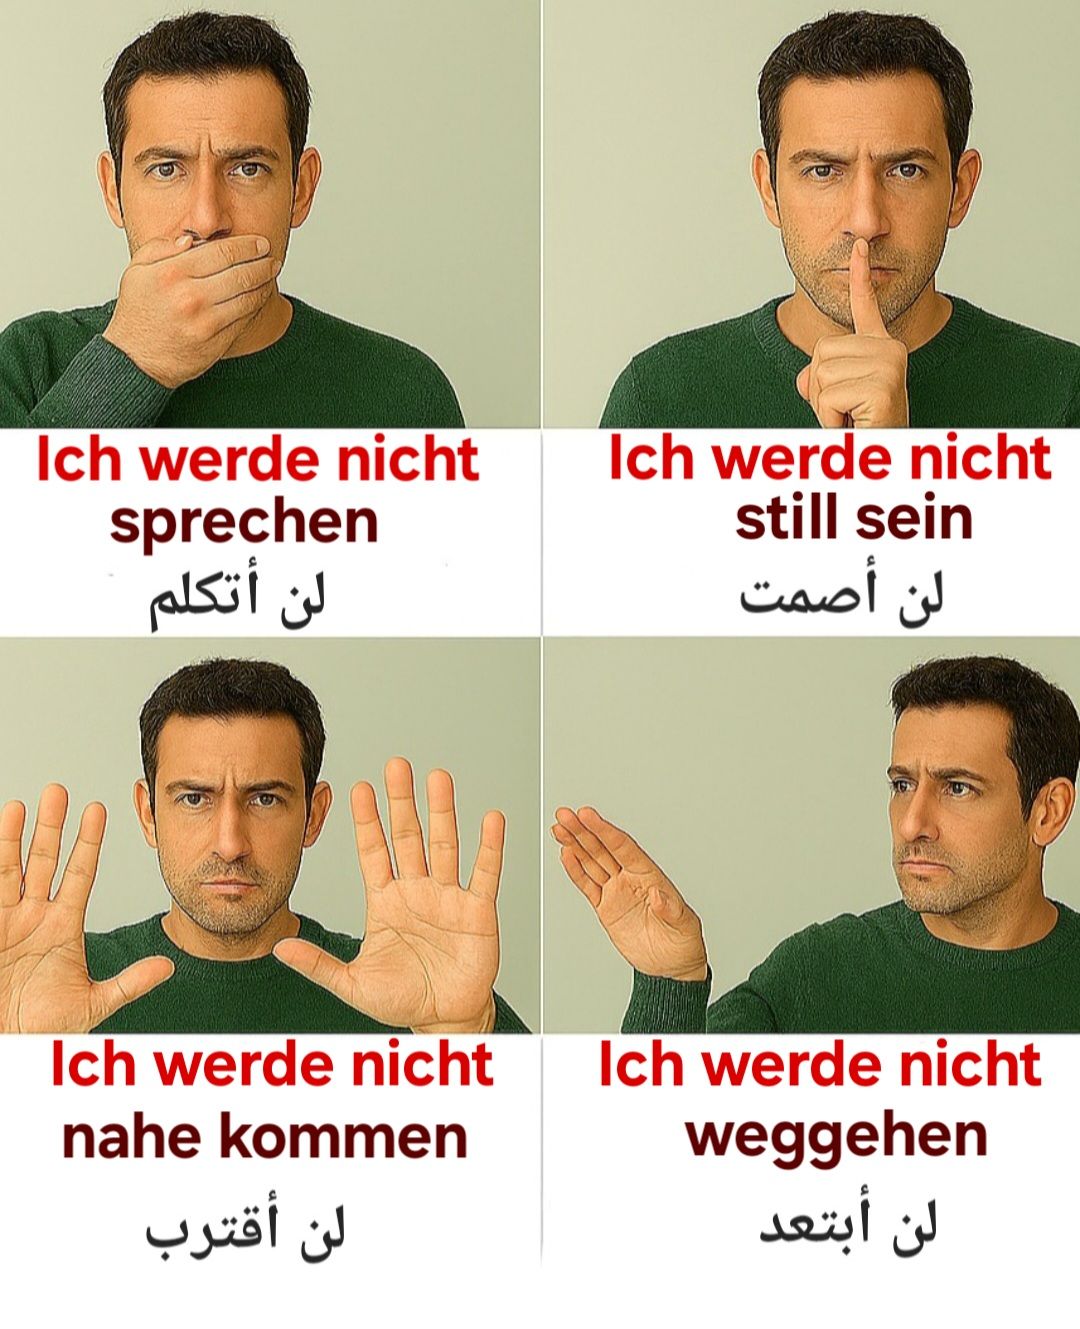 Ich werde nicht
sprechen
لن أتكلم
Ich werde nicht
still sein
لن أصمت
Ich werde nicht
nahe kommen
لن أقترب
Ich werde nicht
weggehen
لن أبتعد